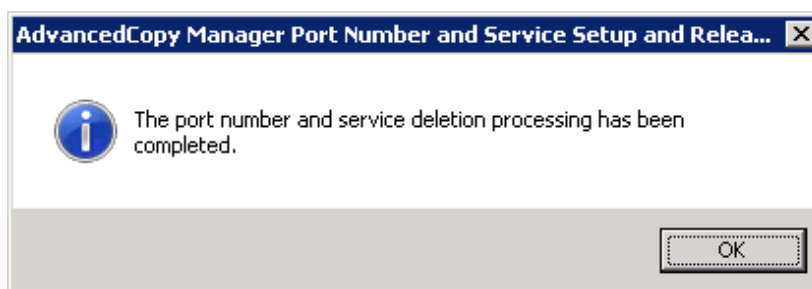 AdvancedCopy Manager Port Number and Service Setup and Relea...
The port number and service deletion processing has been
completed.
OK